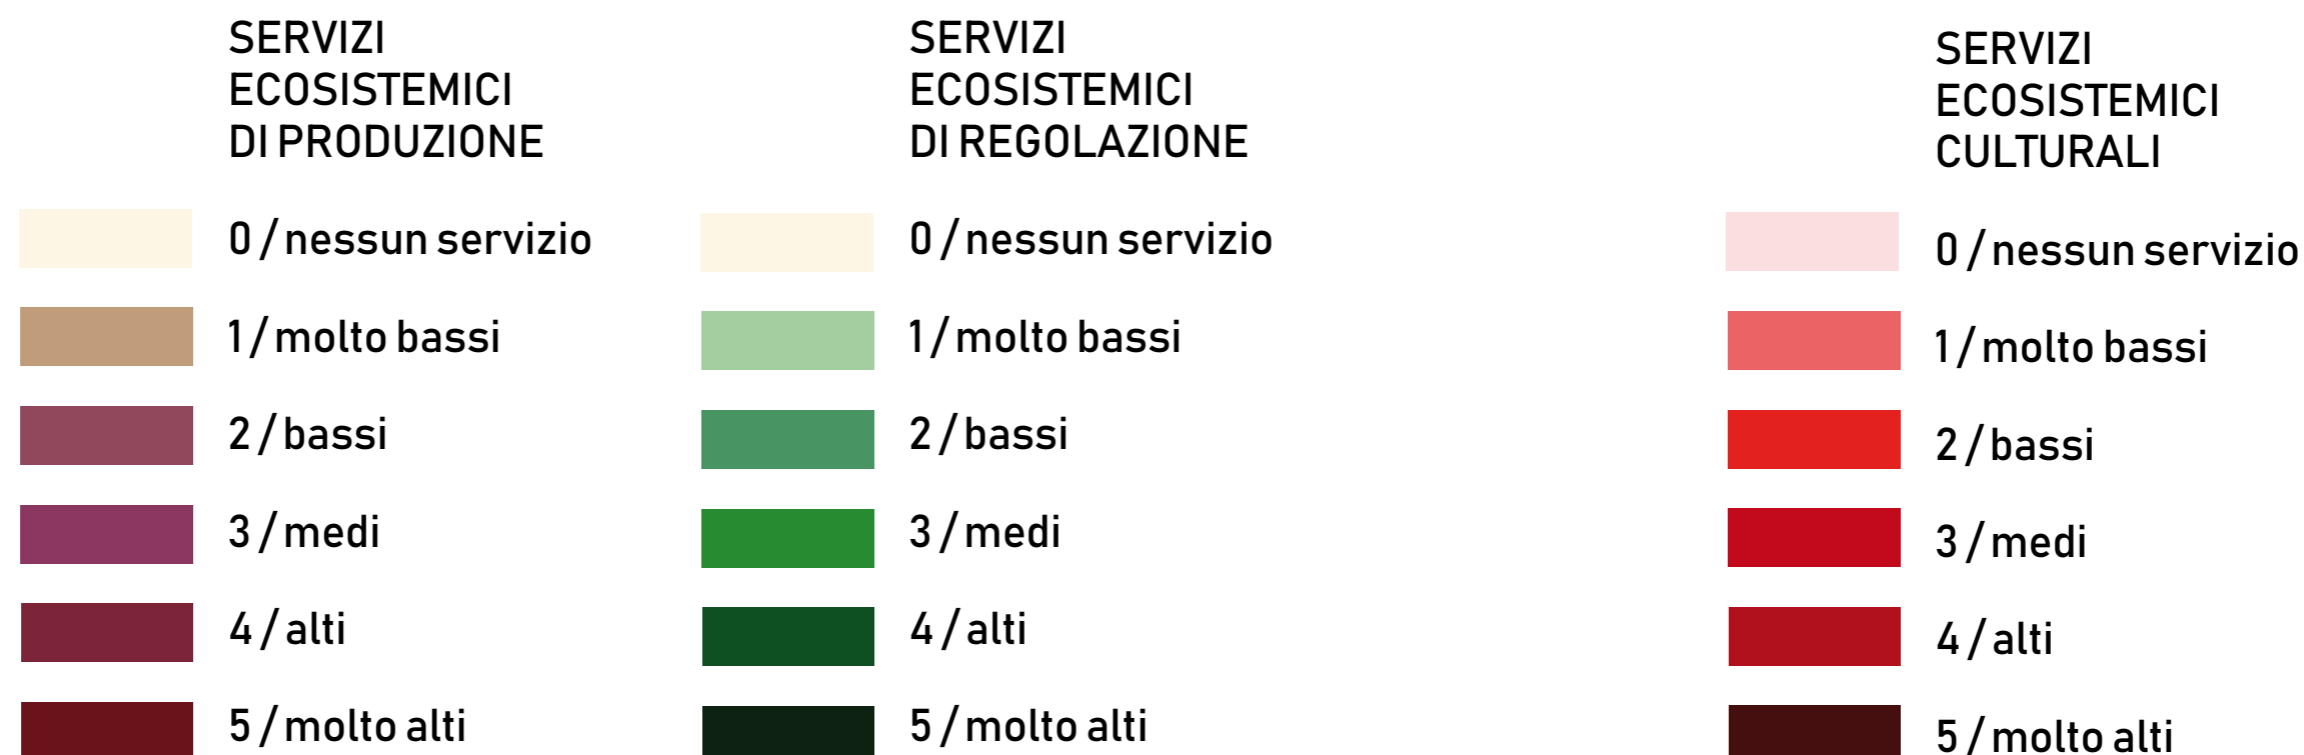 SERVIZI
ECOSISTEMICI
DI PRODUZIONE
0 / nessun servizio
1 / molto bassi
2 / bassi
3 / medi
4 / alti
5 / molto alti
SERVIZI
ECOSISTEMICI
DI REGOLAZIONE
0 / nessun servizio
1 / molto bassi
2 / bassi
3 / medi
4 / alti
5 / molto alti
SERVIZI
ECOSISTEMICI
CULTURALI
0 / nessun servizio
1 / molto bassi
2 / bassi
3 / medi
4 / alti
5 / molto alti